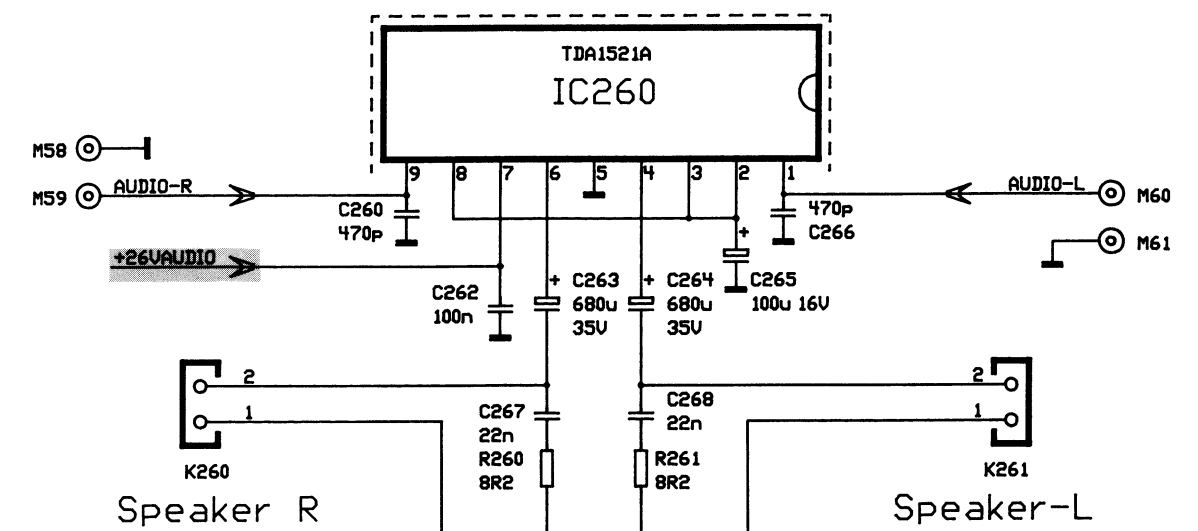 TDA1521A
IC260
M58
9 8 7 6 5 4 3 2 1
M59 AUDIO-R
AUDIO-L M60
C260
470p
470p
C266
M61
+26VAUDIO
C262
100n
+ C263
680u
35V
+ C264
680u
35V
+
C265
100u 16V
2
1
K260
Speaker R
C267
22n
R260
8R2
C268
22n
R261
8R2
2
1
K261
Speaker-L